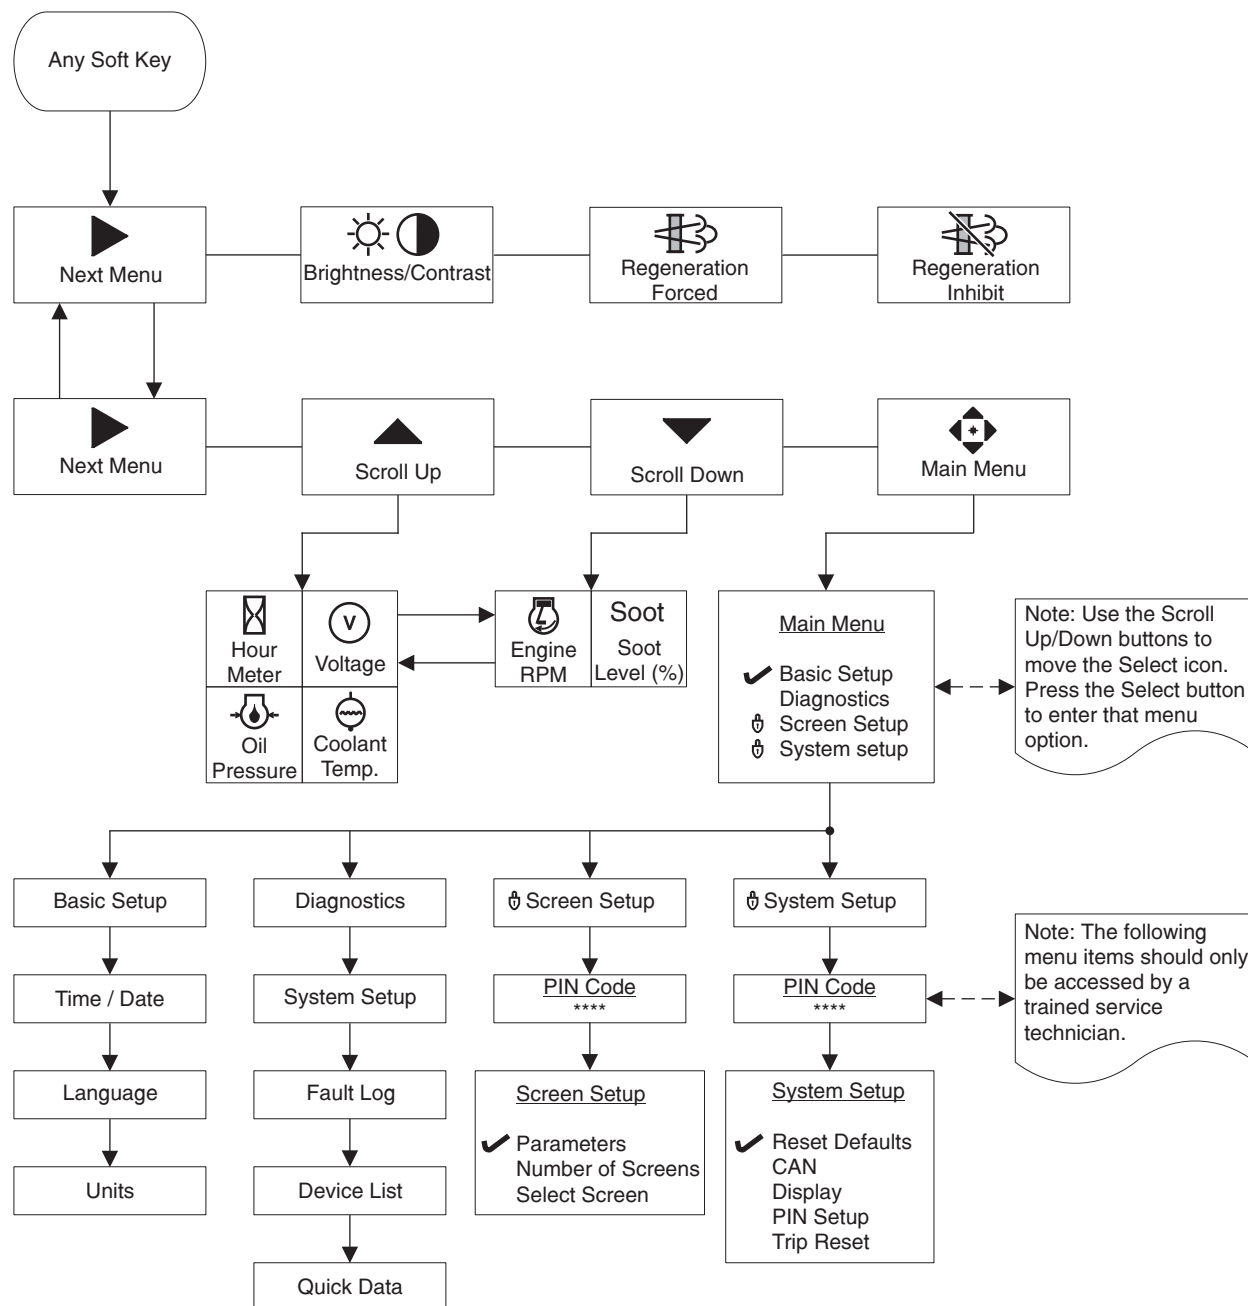 Any Soft Key
Next Menu
Brightness/Contrast
Regeneration
Forced
Regeneration
Inhibit
Next Menu
Scroll Up
Scroll Down
Main Menu
Hour
Meter
V
Voltage
Oil
Pressure
Coolant
Temp.
Engine
RPM
Soot
Soot
Level (%)
Main Menu
Basic Setup
Diagnostics
Screen Setup
System setup
Note: Use the Scroll
Up/Down buttons to
move the Select icon.
Press the Select button
to enter that menu
option.
Basic Setup
Time / Date
Language
Units
Diagnostics
System Setup
Fault Log
Device List
Quick Data
Screen Setup
PIN Code
****
Screen Setup
Parameters
Number of Screens
Select Screen
System Setup
PIN Code
****
System Setup
Reset Defaults
CAN
Display
PIN Setup
Trip Reset
Note: The following
menu items should only
be accessed by a
trained service
technician.